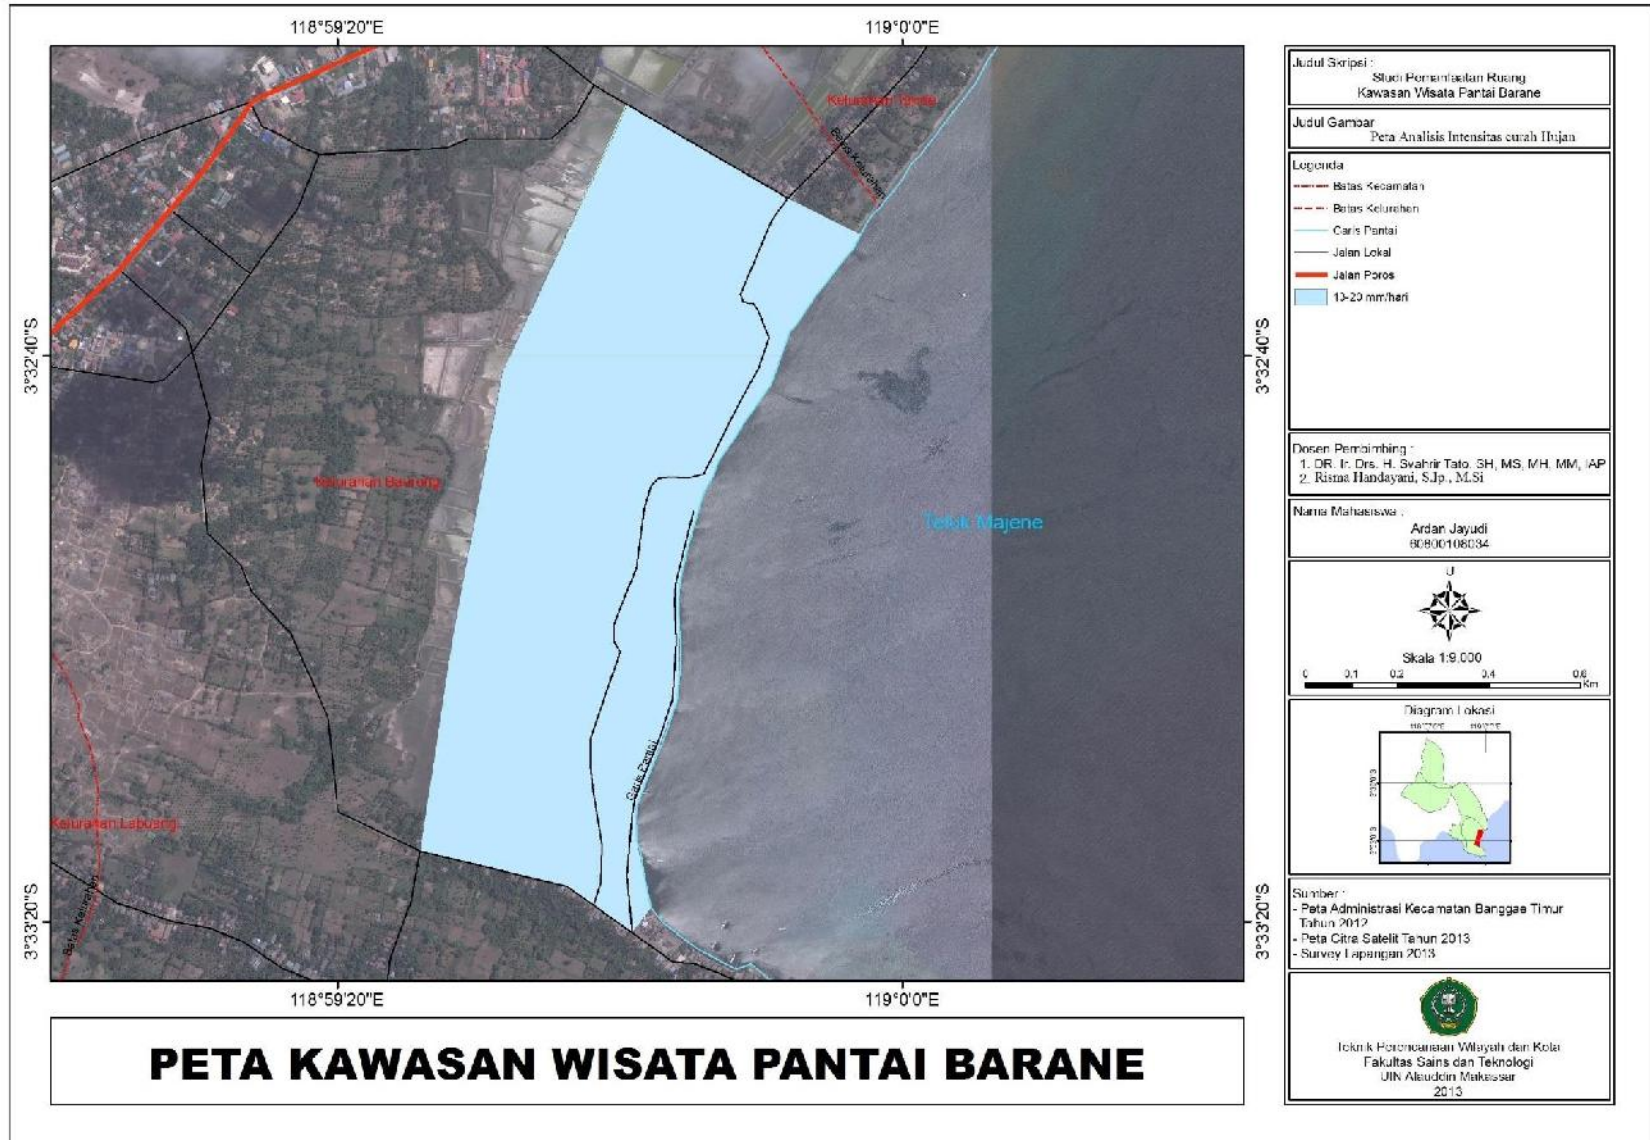 118°59'20"E
119°0'0"E
3°32'40"S
3°32'40"S
3°33'20"S
3°33'20"S
118°59'20"E
119°0'0"E
Batas Kelurahan
Kelurahan Baurung
Teluk Majene
Garis Pantai
Kelurahan Labuang
Batas Kelurahan
PETA KAWASAN WISATA PANTAI BARANE
Judul Skripsi :
Studi Pemanfaatan Ruang
Kawasan Wisata Pantai Barane
Judul Gambar
Peta Analisis Intensitas curah Hujan
Legenda
Batas Kecamatan
Batas Kelurahan
Garis Pantai
Jalan Lokal
Jalan Poros
13-20 mm/hari
Dosen Pembimbing :
1. DR. Ir. Drs. H. Syahrir Tato, SH, MS, MH, MM, IAP
2. Risma Handayani, S.Ip., M.Si
Nama Mahasiswa :
Ardan Jayudi
60800108034
U
Skala 1:9.000
0 0.1 0.2 0.4 0.6
Km
Diagram Lokasi
Sumber :
- Peta Administrasi Kecamatan Banggae Timur
Tahun 2012
- Peta Citra Satelit Tahun 2013
- Survey Lapangan 2013
Teknik Perencanaan Wilayah dan Kota
Fakultas Sains dan Teknologi
UIN Alauddin Makassar
2013